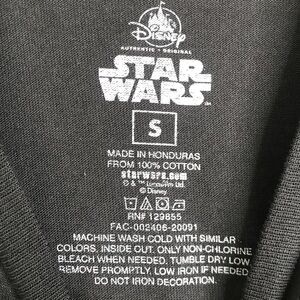 Disney
AUTHENTIC • ORIGINAL
STAR
WARS
S
MADE IN HONDURAS
FROM 100% COTTON
starwars.com
© & ™ Lucasfilm Ltd.
© Disney
RN# 129855
FAC-002406-20091
MACHINE WASH COLD WITH SIMILAR
COLORS, INSIDE OUT. ONLY NON-CHLORINE
BLEACH WHEN NEEDED. TUMBLE DRY LOW
REMOVE PROMPTLY. LOW IRON IF NEEDED
DO NOT IRON DECORATION.